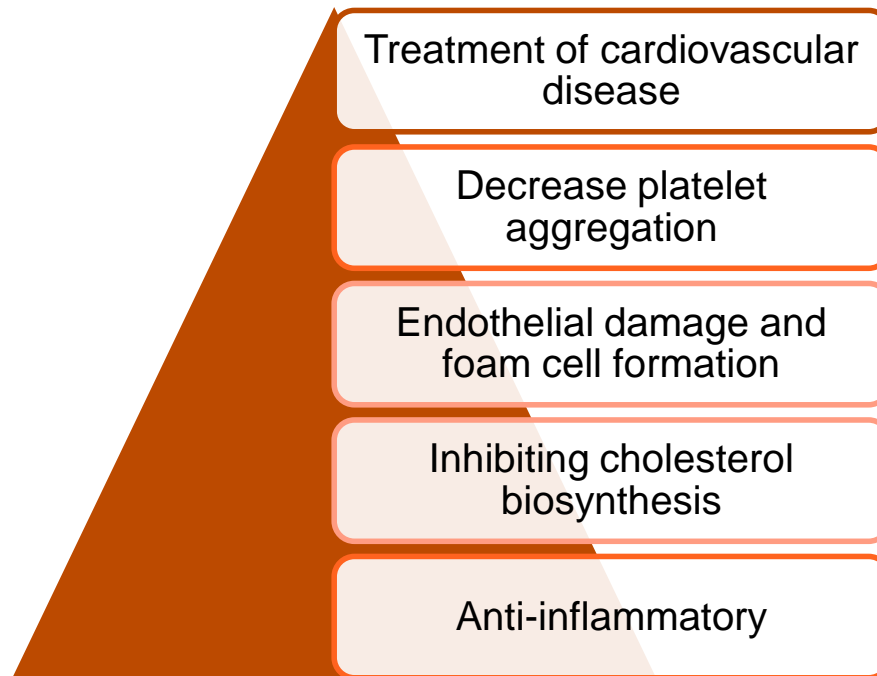 Treatment of cardiovascular
disease
Decrease platelet
aggregation
Endothelial damage and
foam cell formation
Inhibiting cholesterol
biosynthesis
Anti-inflammatory